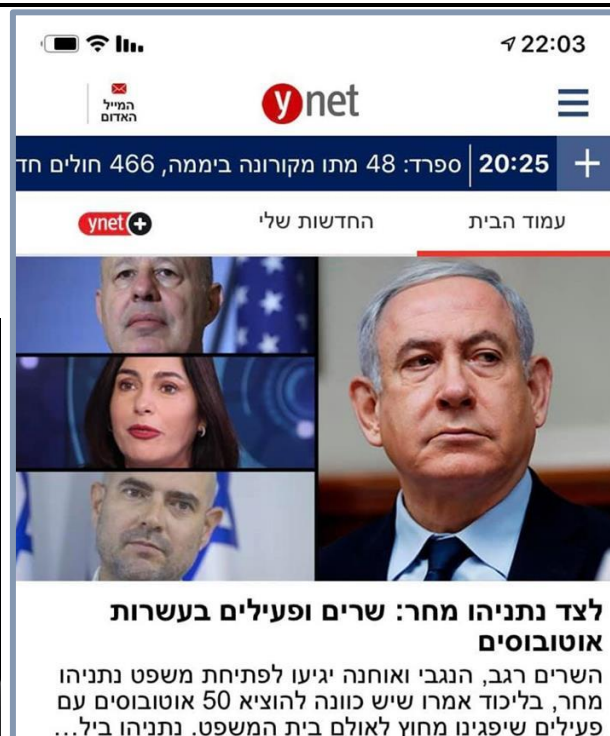 22:03
המייל
האדום
ynet
20:25 | ספרד: 48 מתו מקורונה ביממה, 466 חולים חד
עמוד הבית
החדשות שלי
ynet+
לצד נתניהו מחר: שרים ופעילים בעשרות
אוטובוסים
השרים רגב, הנגבי ואוחנה יגיעו לפתיחת משפט נתניהו
מחר, בליכוד אמרו שיש כוונה להוציא 50 אוטובוסים עם
פעילים שיפגינו מחוץ לאולם בית המשפט. נתניהו ביל...